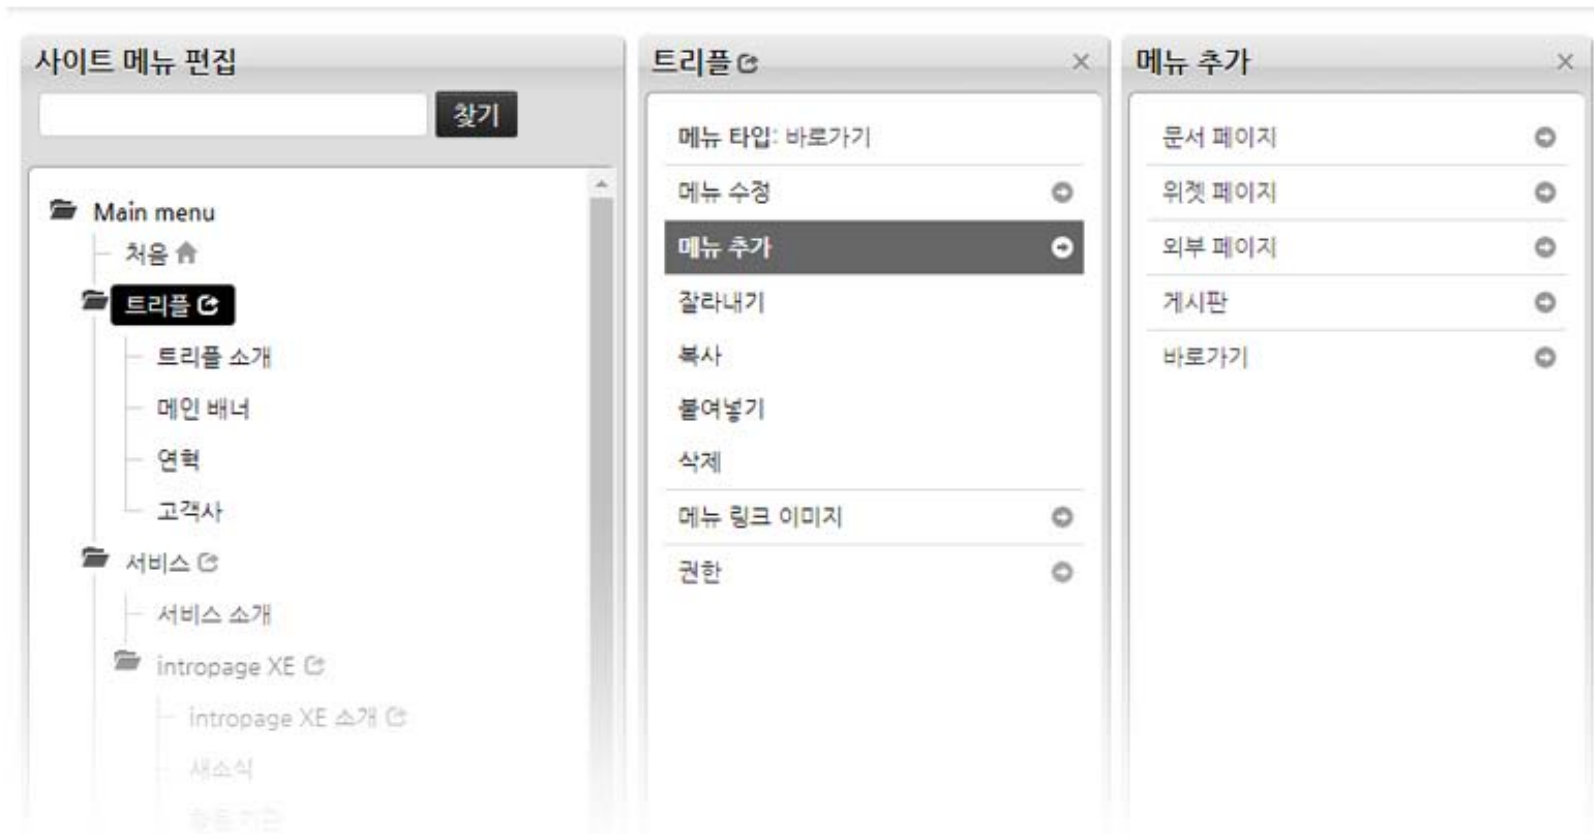 사이트 메뉴 편집
찾기
Main menu
처음
트리플
트리플 소개
메인 배너
연혁
고객사
서비스
서비스 소개
intropage XE
intropage XE 소개
새소식
트리플
메뉴 타입: 바로가기
메뉴 수정
메뉴 추가
잘라내기
복사
붙여넣기
삭제
메뉴 링크 이미지
권한
메뉴 추가
문서 페이지
위젯 페이지
외부 페이지
게시판
바로가기